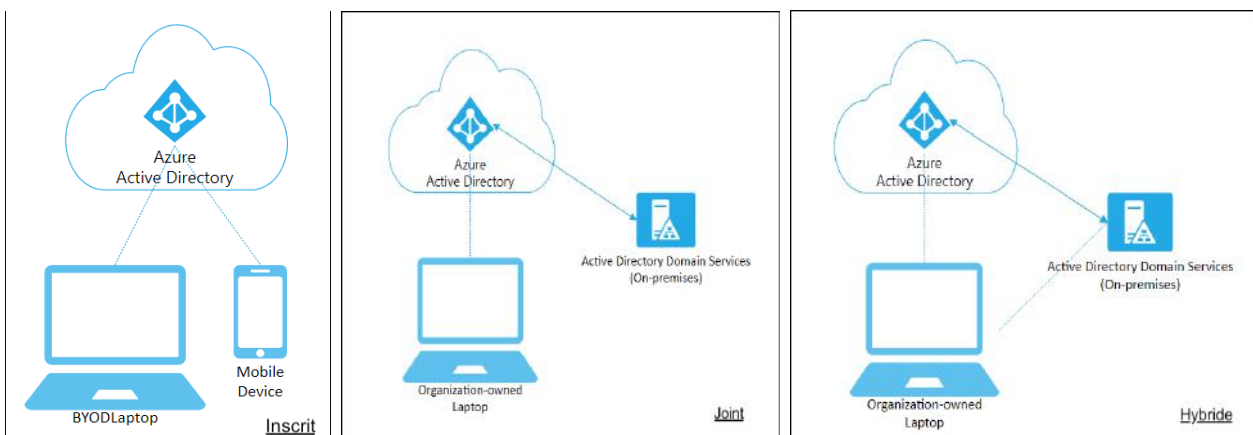 Azure
Active Directory
BYODLaptop
Mobile
Device
Inscrit
Azure
Active Directory
Active Directory Domain Services
(On-premises)
Organization-owned
Laptop
Joint
Azure
Active Directory
Active Directory Domain Services
(On-premises)
Organization-owned
Laptop
Hybride